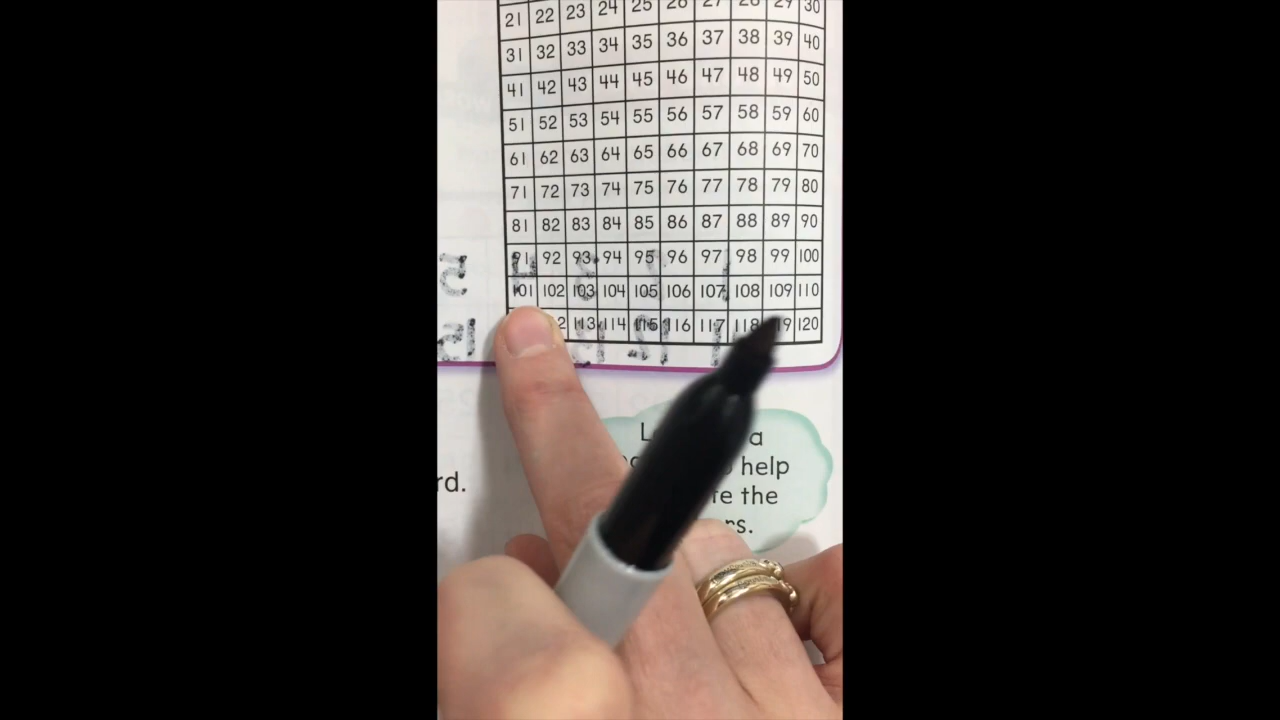 21 22 23 24 25 26 27 28 29 30
31 32 33 34 35 36 37 38 39 40
41 42 43 44 45 46 47 48 49 50
51 52 53 54 55 56 57 58 59 60
61 62 63 64 65 66 67 68 69 70
71 72 73 74 75 76 77 78 79 80
81 82 83 84 85 86 87 88 89 90
91 92 93 94 95 96 97 98 99 100
101 102 103 104 105 106 107 108 109 110
113 114 115 116 117 118 120
a
help
the
rd.